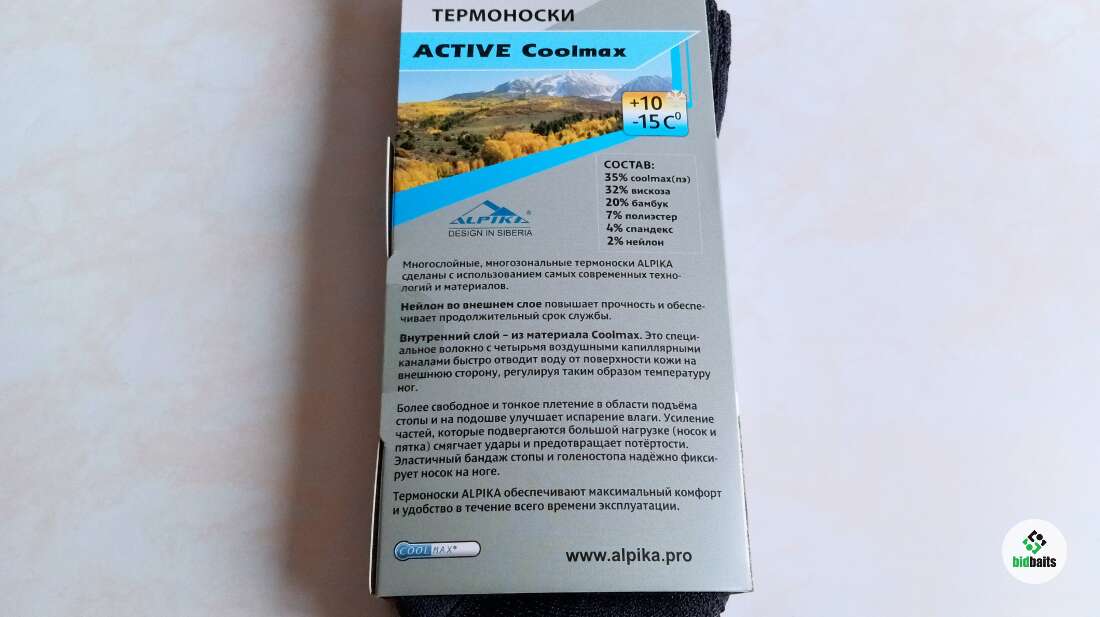 ТЕРМОНОСКИ
ACTIVE Coolmax
+10
-15 C⁰
СОСТАВ:
35% coolmax(пэ)
32% вискоза
20% бамбук
7% полиэстер
4% спандекс
2% нейлон
ALPIKA®
DESIGN IN SIBERIA
Многослойные, многозональные термоноски ALPIKA
сделаны с использованием самых современных техно-
логий и материалов.
Нейлон во внешнем слое повышает прочность и обеспе-
чивает продолжительный срок службы.
Внутренний слой – из материала Coolmax. Это специ-
альное волокно с четырьмя воздушными капиллярными
каналами быстро отводит воду от поверхности кожи на
внешнюю сторону, регулируя таким образом температуру
ног.
Более свободное и тонкое плетение в области подъёма
стопы и на подошве улучшает испарение влаги. Усиление
частей, которые подвергаются большой нагрузке (носок и
пятка) смягчает удары и предотвращает потёртости.
Эластичный бандаж стопы и голеностопа надёжно фикси-
рует носок на ноге.
Термоноски ALPIKA обеспечивают максимальный комфорт
и удобство в течение всего времени эксплуатации.
COOLMAX®
www.alpika.pro
bidbaits